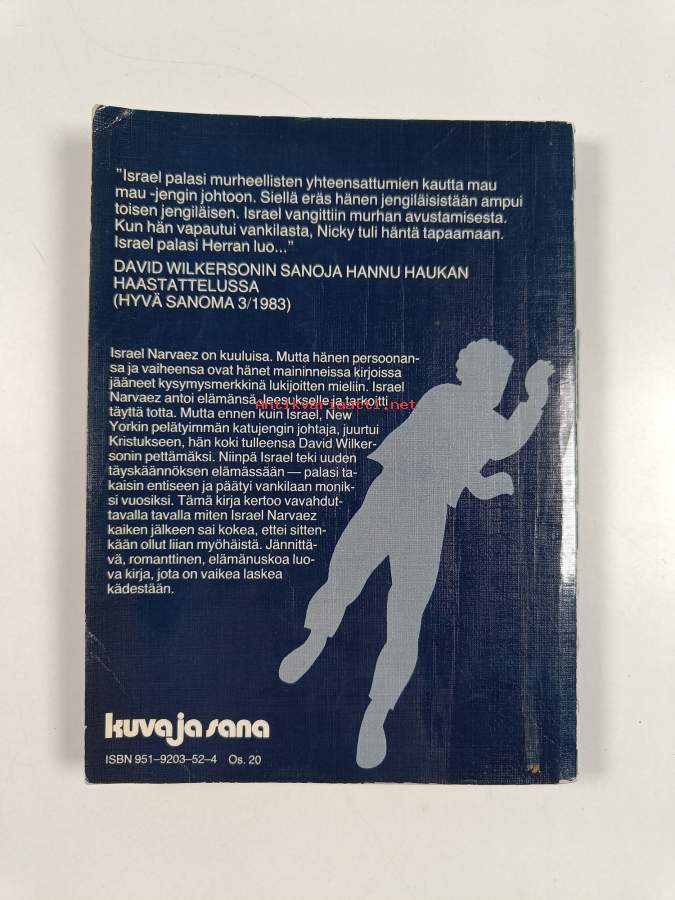 "Israel palasi murheellisten yhteensattumien kautta mau
mau -jengin johtoon. Siellä eräs hänen jengiläisistään ampui
toisen jengiläisen. Israel vangittiin murhan avustamisesta.
Kun hän vapautui vankilasta, Nicky tuli häntä tapaamaan.
Israel palasi Herran luo..."
DAVID WILKERSONIN SANOJA HANNU HAUKAN
HAASTATTELUSSA
(HYVÄ SANOMA 3/1983)
Israel Narvaez on kuuluisa. Mutta hänen persoonan-
sa ja vaiheensa ovat hänet maininneissa kirjoissa
jääneet kysymysmerkkinä lukijoitten mieliin. Israel
Narvaez antoi elämänsä Jeesukselle ja tarkoitti
täyttä totta. Mutta ennen kuin Israel, New
Yorkin pelätyimmän katujengin johtaja, juurtui
Kristukseen, hän koki tulleensa David Wilker-
sonin pettämäksi. Niinpä Israel teki uuden
täyskäännöksen elämässään — palasi ta-
kaisin entiseen ja päätyi vankilaan monik-
si vuosiksi. Tämä kirja kertoo vavahdut-
tavalla tavalla miten Israel Narvaez
kaiken jälkeen sai kokea, ettei sitten-
kään ollut liian myöhäistä. Jännittä-
vä, romanttinen, elämänuskoa luo-
va kirja, jota on vaikea laskea
kädestään.
Antikvariaatti.net
kuva ja sana
ISBN 951-9203-52-4 Os. 20